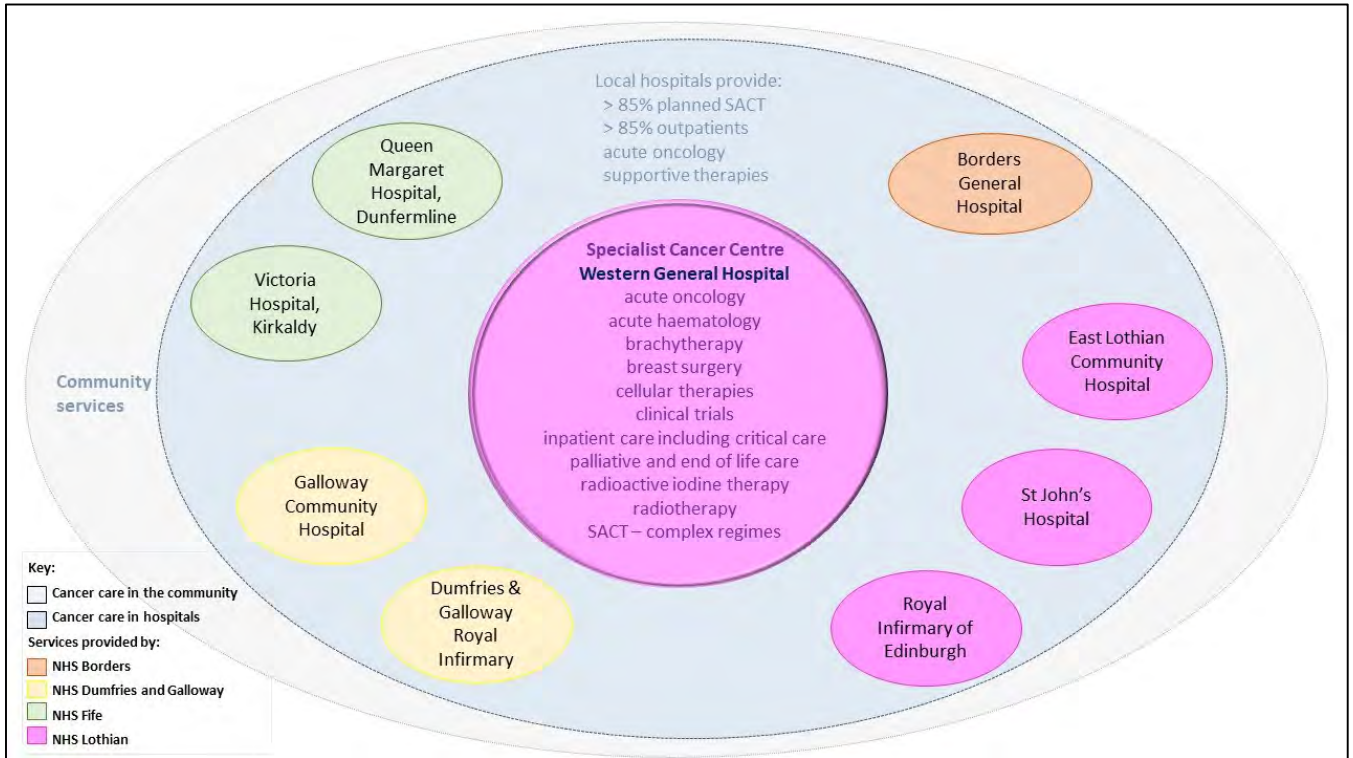 Local hospitals provide:
> 85% planned SACT
> 85% outpatients
acute oncology
supportive therapies
Queen
Margaret
Hospital,
Dunfermline
Borders
General
Hospital
Victoria
Hospital,
Kirkaldy
Specialist Cancer Centre
Western General Hospital
acute oncology
acute haematology
brachytherapy
breast surgery
cellular therapies
clinical trials
inpatient care including critical care
palliative and end of life care
radioactive iodine therapy
radiotherapy
SACT – complex regimes
East Lothian
Community
Hospital
Community
services
Galloway
Community
Hospital
St John's
Hospital
Dumfries &
Galloway
Royal
Infirmary
Royal
Infirmary of
Edinburgh
Key:
Cancer care in the community
Cancer care in hospitals
Services provided by:
NHS Borders
NHS Dumfries and Galloway
NHS Fife
NHS Lothian